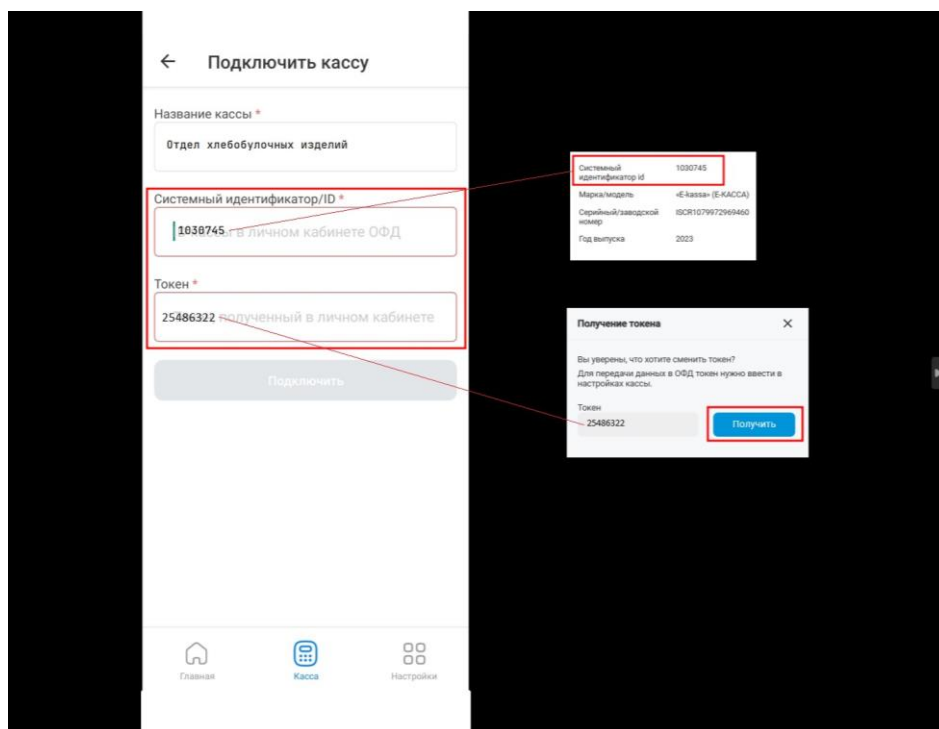 Подключить кассу
Название кассы *
Отдел хлебобулочных изделий
Системный идентификатор/ID *
1030745
в личном кабинете ОФД
Токен *
25486322
полученный в личном кабинете
Подключить
Главная
Касса
Настройки
Системный
идентификатор id
1030745
Марка/модель
«E-kassa» (Е-КАССА)
Серийный/заводской
номер
ISCR1079972969460
Год выпуска
2023
Получение токена
Вы уверены, что хотите сменить токен?
Для передачи данных в ОФД токен нужно ввести в
настройках кассы.
Токен
25486322
Получить